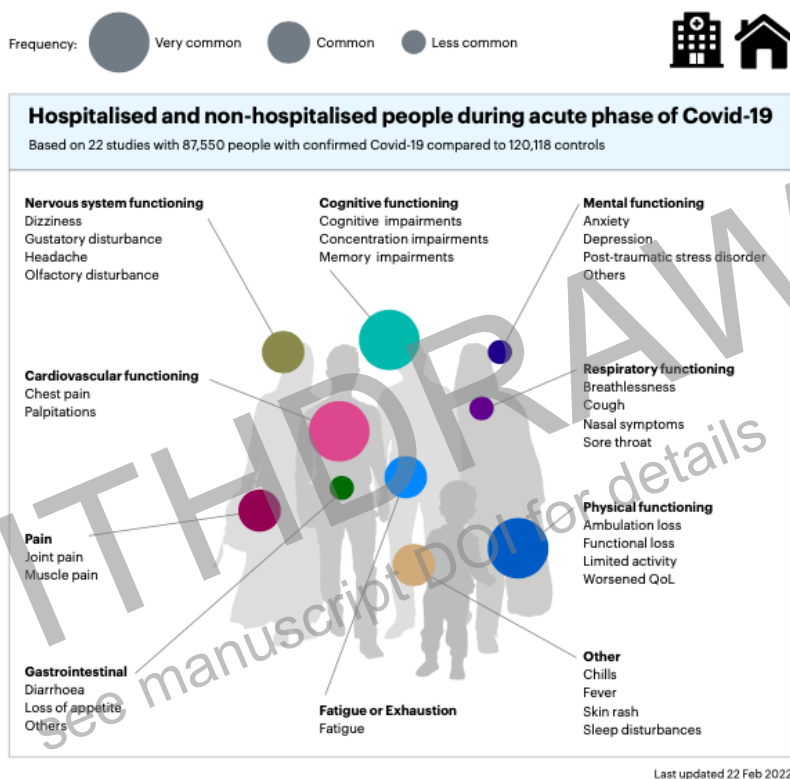 Frequency:
Very common
Common
Less common
Hospitalised and non-hospitalised people during acute phase of Covid-19
Based on 22 studies with 87,550 people with confirmed Covid-19 compared to 120,118 controls
Nervous system functioning
Dizziness
Gustatory disturbance
Headache
Olfactory disturbance
Cognitive functioning
Cognitive impairments
Concentration impairments
Memory impairments
Mental functioning
Anxiety
Depression
Post-traumatic stress disorder
Others
Cardiovascular functioning
Chest pain
Palpitations
Respiratory functioning
Breathlessness
Cough
Nasal symptoms
Sore throat
Pain
Joint pain
Muscle pain
Physical functioning
Ambulation loss
Functional loss
Limited activity
Worsened QoL
Gastrointestinal
Diarrhoea
Loss of appetite
Others
Fatigue or Exhaustion
Fatigue
Other
Chills
Fever
Skin rash
Sleep disturbances
Last updated 22 Feb 2022
ITHDRAW
see manuscript DOI for details